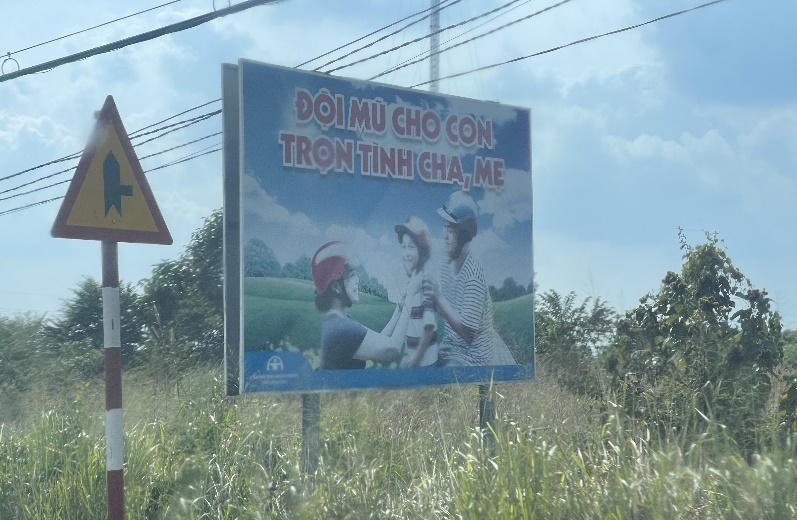 ĐỘI MŨ CHO CON
TRỌN TÌNH CHA, MẸ